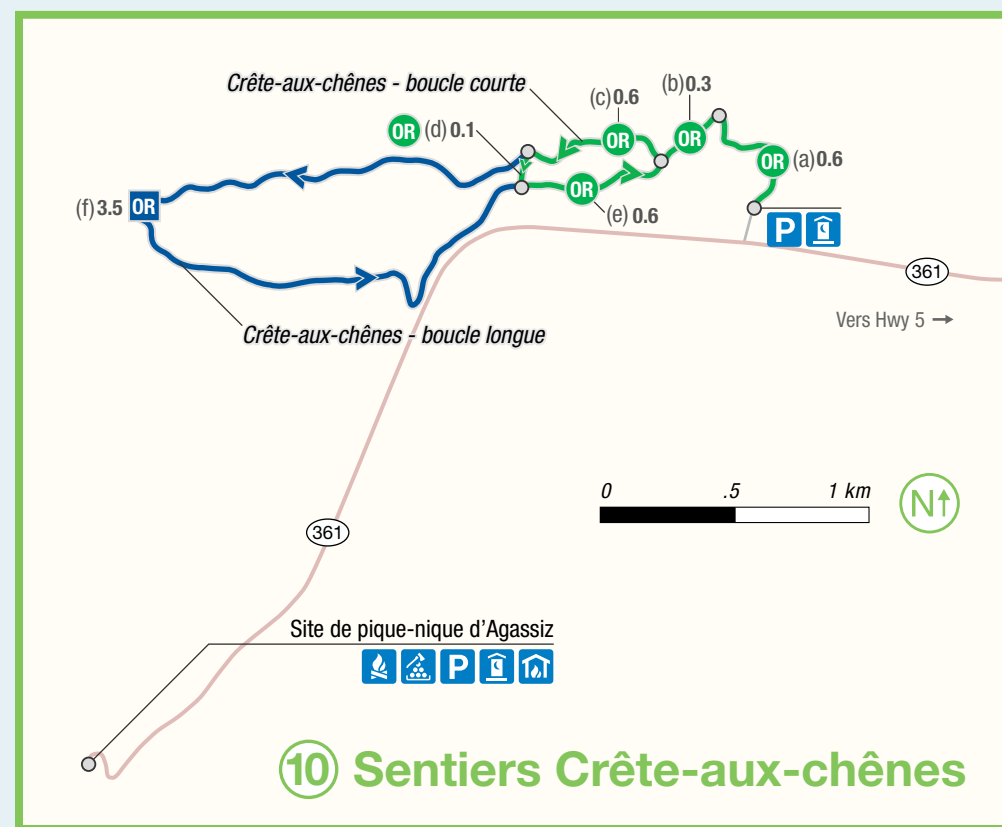 Crête-aux-chênes - boucle courte
(b) 0.3
(c) 0.6
OR (d) 0.1
OR
OR
OR (a) 0.6
(f) 3.5 OR
OR
(e) 0.6
P
361
Vers Hwy 5 →
Crête-aux-chênes - boucle longue
0 .5 1 km
N↑
361
Site de pique-nique d’Agassiz
P
10 Sentiers Crête-aux-chênes